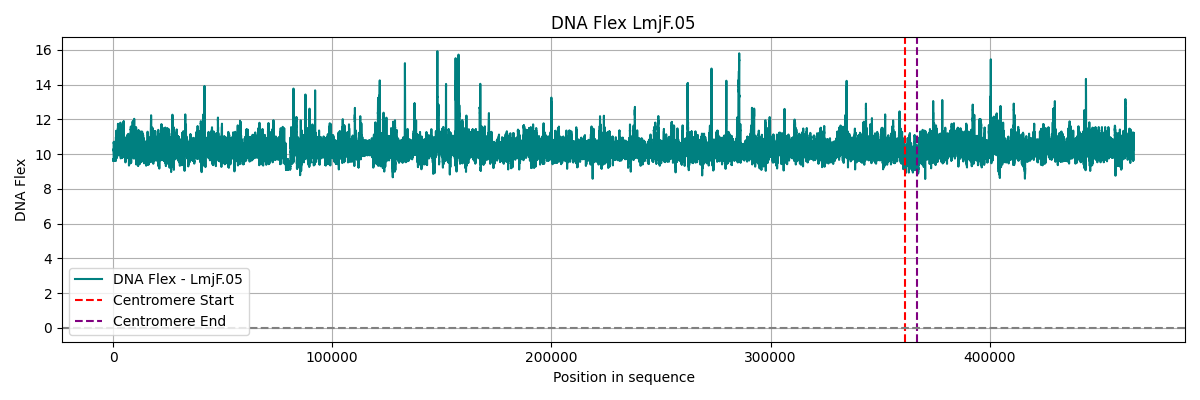 DNA Flex LmjF.05
16
14
12
10
8
6
4
2
0
DNA Flex
DNA Flex - LmjF.05
Centromere Start
Centromere End
0 100000 200000 300000 400000
Position in sequence